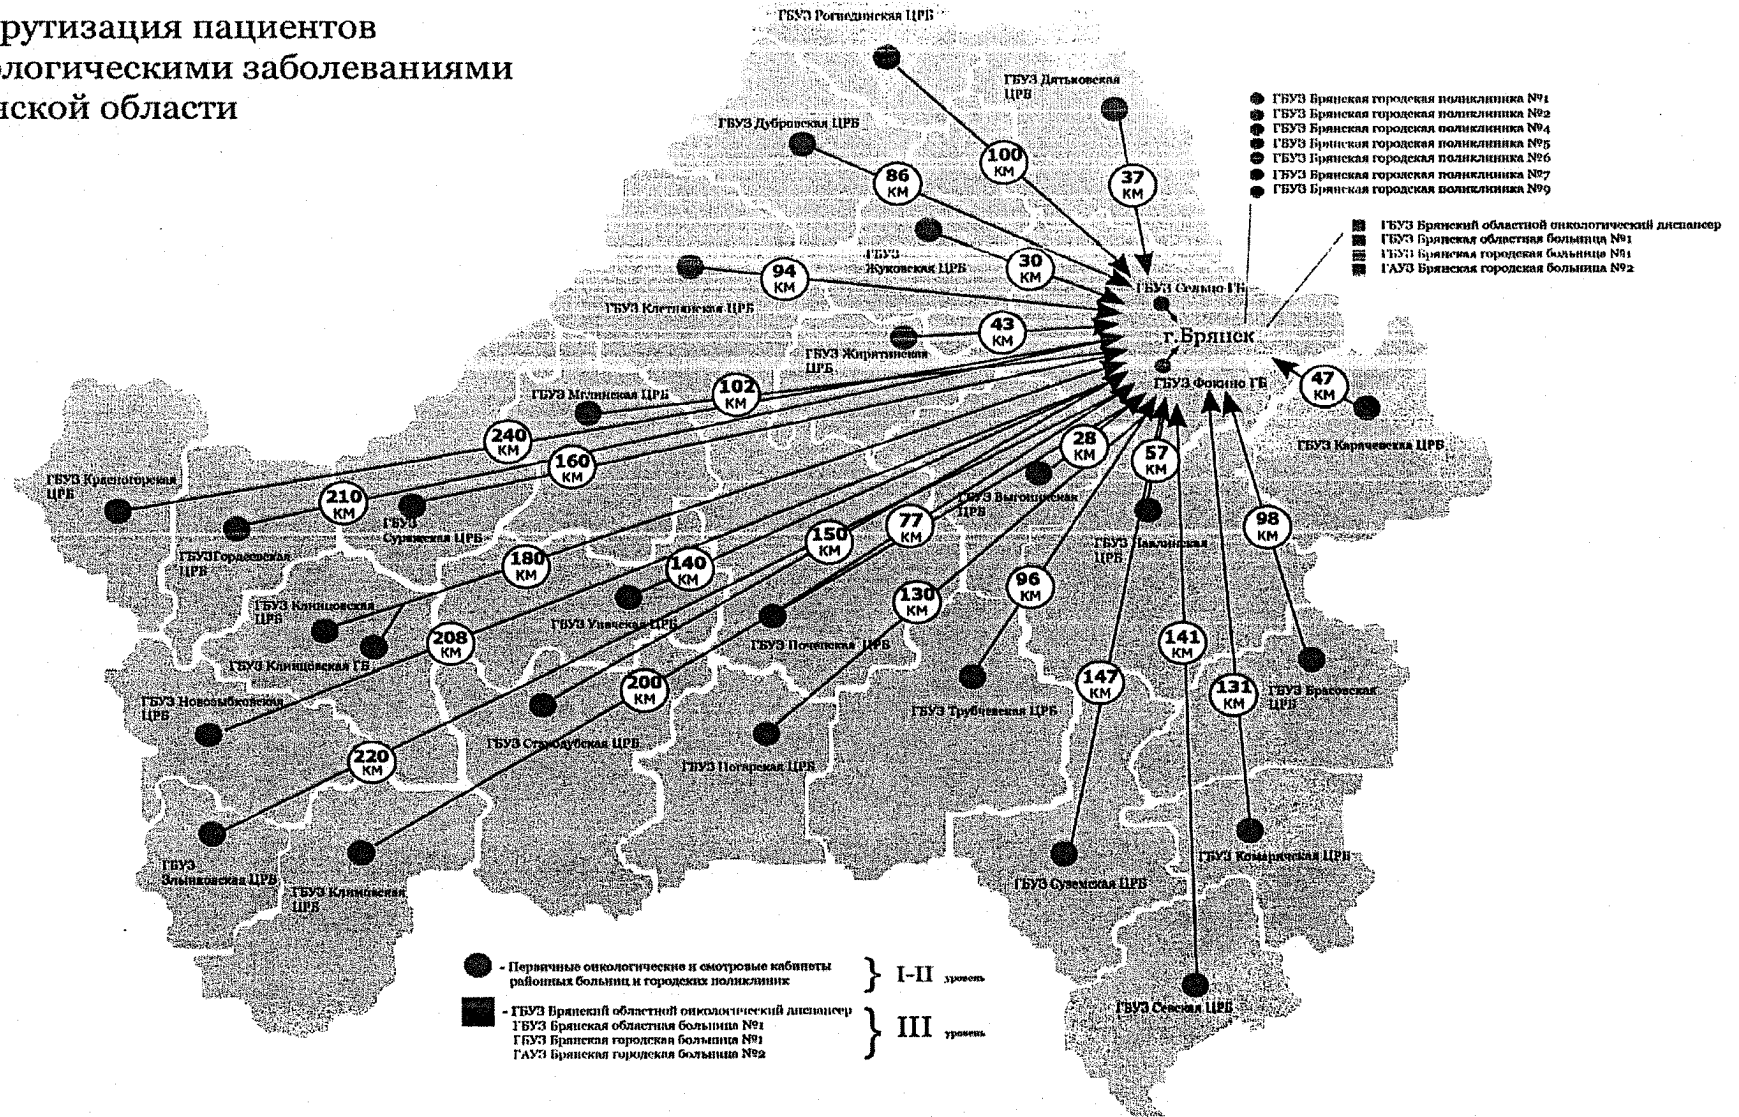 рутизация пациентов
ологическими заболеваниями
нской области
ГБУЗ Рогнединская ЦРБ
ГБУЗ Дятьковская
ЦРБ
ГБУЗ Дубровская ЦРБ
100
КМ
86
КМ
37
КМ
ГБУЗ Брянская городская поликлиника №1
ГБУЗ Брянская городская поликлиника №2
ГБУЗ Брянская городская поликлиника №4
ГБУЗ Брянская городская поликлиника №5
ГБУЗ Брянская городская поликлиника №6
ГБУЗ Брянская городская поликлиника №7
ГБУЗ Брянская городская поликлиника №9
ГБУЗ Брянский областной онкологический диспансер
ГБУЗ Брянская областная больница №1
ГБУЗ Брянская городская больница №1
ГАУЗ Брянская городская больница №2
ГБУЗ
Жуковская ЦРБ
30
КМ
94
КМ
ГБУЗ Клетнянская ЦРБ
ГБУЗ Сельцо ГБ
г.Брянск
43
КМ
ГБУЗ Жирятинская
ЦРБ
ГБУЗ Фокино ГБ
47
КМ
ГБУЗ Карачевская ЦРБ
ГБУЗ Мглинская ЦРБ
102
КМ
240
КМ
160
КМ
28
КМ
57
КМ
ГБУЗ Красногорская
ЦРБ
210
КМ
ГБУЗ
Суражская ЦРБ
ГБУЗ Выгоничская
ЦРБ
ГБУЗ Гордеевская
ЦРБ
180
КМ
140
КМ
150
КМ
77
КМ
ГБУЗ Навлинская
ЦРБ
98
КМ
ГБУЗ Клинцовская
ЦРБ
ГБУЗ Унечская ЦРБ
130
КМ
96
КМ
208
КМ
ГБУЗ Почепская ЦРБ
141
КМ
ГБУЗ Клинцовская ГБ
200
КМ
147
КМ
131
КМ
ГБУЗ Брасовская
ЦРБ
ГБУЗ Новозыбковская
ЦРБ
ГБУЗ Трубчевская ЦРБ
ГБУЗ Стародубская ЦРБ
220
КМ
ГБУЗ Погарская ЦРБ
ГБУЗ
Злынковская ЦРБ
ГБУЗ Климовская
ЦРБ
ГБУЗ Суземская ЦРБ
ГБУЗ Комаричская ЦРБ
ГБУЗ Севская ЦРБ
- Первичные онкологические и смотровые кабинеты
районных больниц и городских поликлиник
} I-II уровень
- ГБУЗ Брянский областной онкологический диспансер
ГБУЗ Брянская областная больница №1
ГБУЗ Брянская городская больница №1
ГАУЗ Брянская городская больница №2
} III уровень